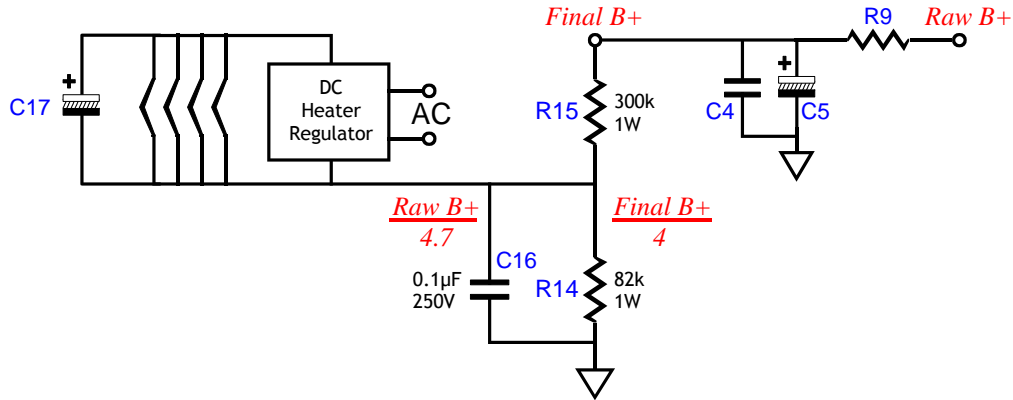 Final B+
R9
Raw B+
+
C17
DC
Heater
Regulator
AC
R15
300k
1W
C4
+
C5
Raw B+
4.7
Final B+
4
C16
0.1µF
250V
R14
82k
1W